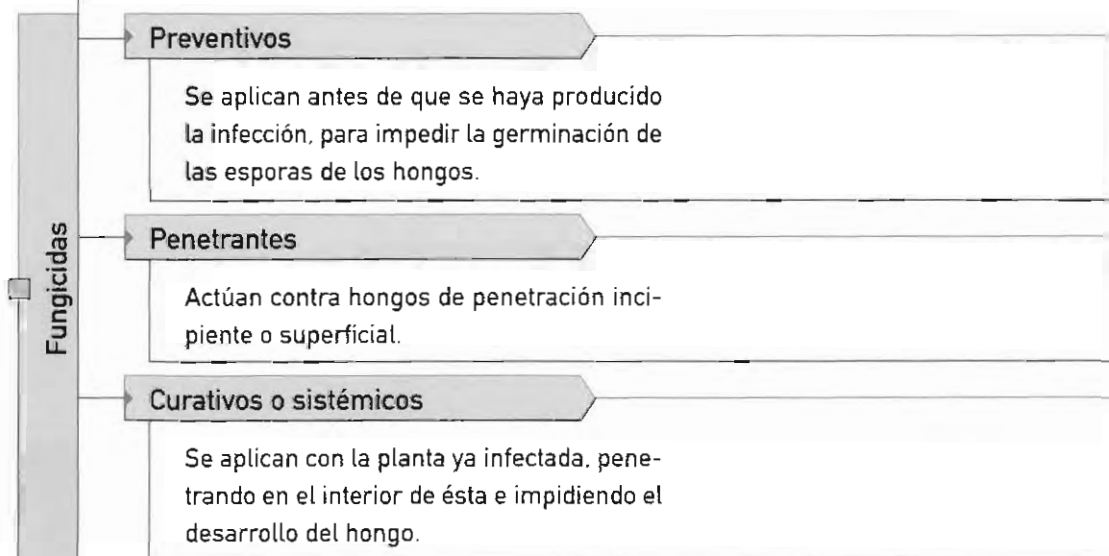 Fungicidas
Preventivos
Se aplican antes de que se haya producido
la infección, para impedir la germinación de
las esporas de los hongos.
Penetrantes
Actúan contra hongos de penetración inci-
piente o superficial.
Curativos o sistémicos
Se aplican con la planta ya infectada, pene-
trando en el interior de ésta e impidiendo el
desarrollo del hongo.